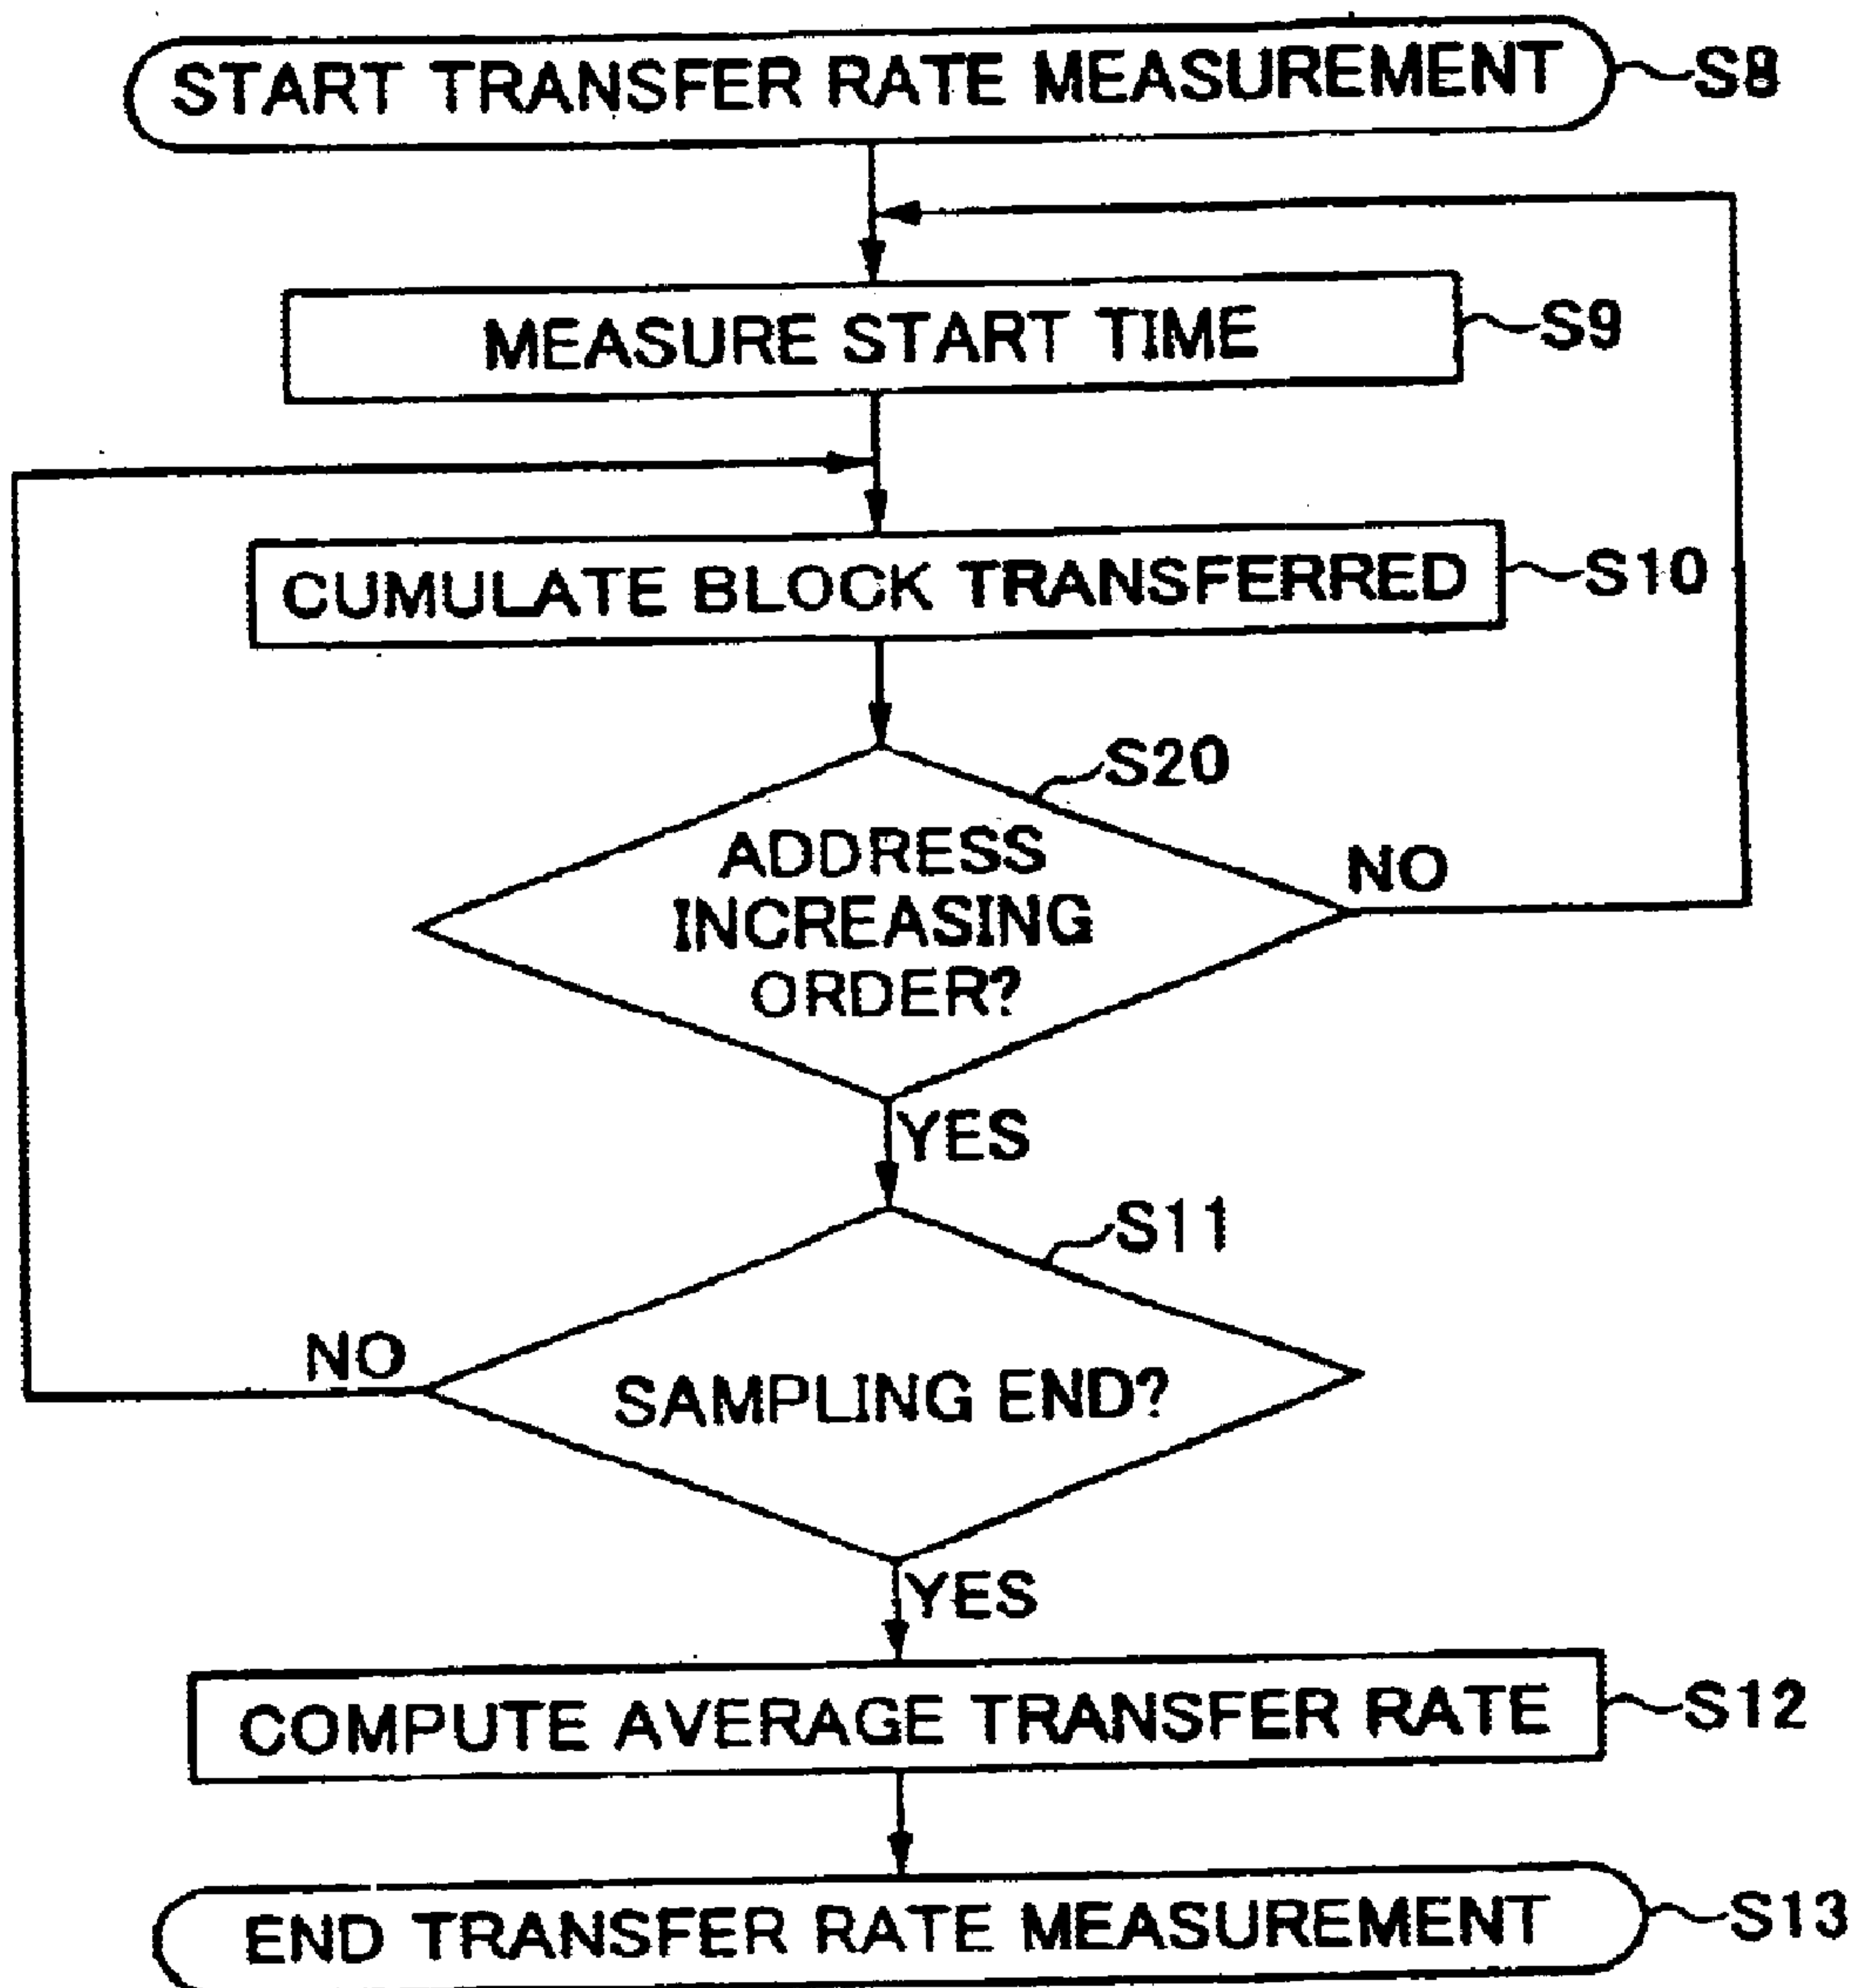 START TRANSFER RATE MEASUREMENT S8
MEASURE START TIME S9
CUMULATE BLOCK TRANSFERRED S10
S20
ADDRESS
INCREASING
ORDER?
NO
YES
S11
NO
SAMPLING END?
YES
COMPUTE AVERAGE TRANSFER RATE S12
END TRANSFER RATE MEASUREMENT S13